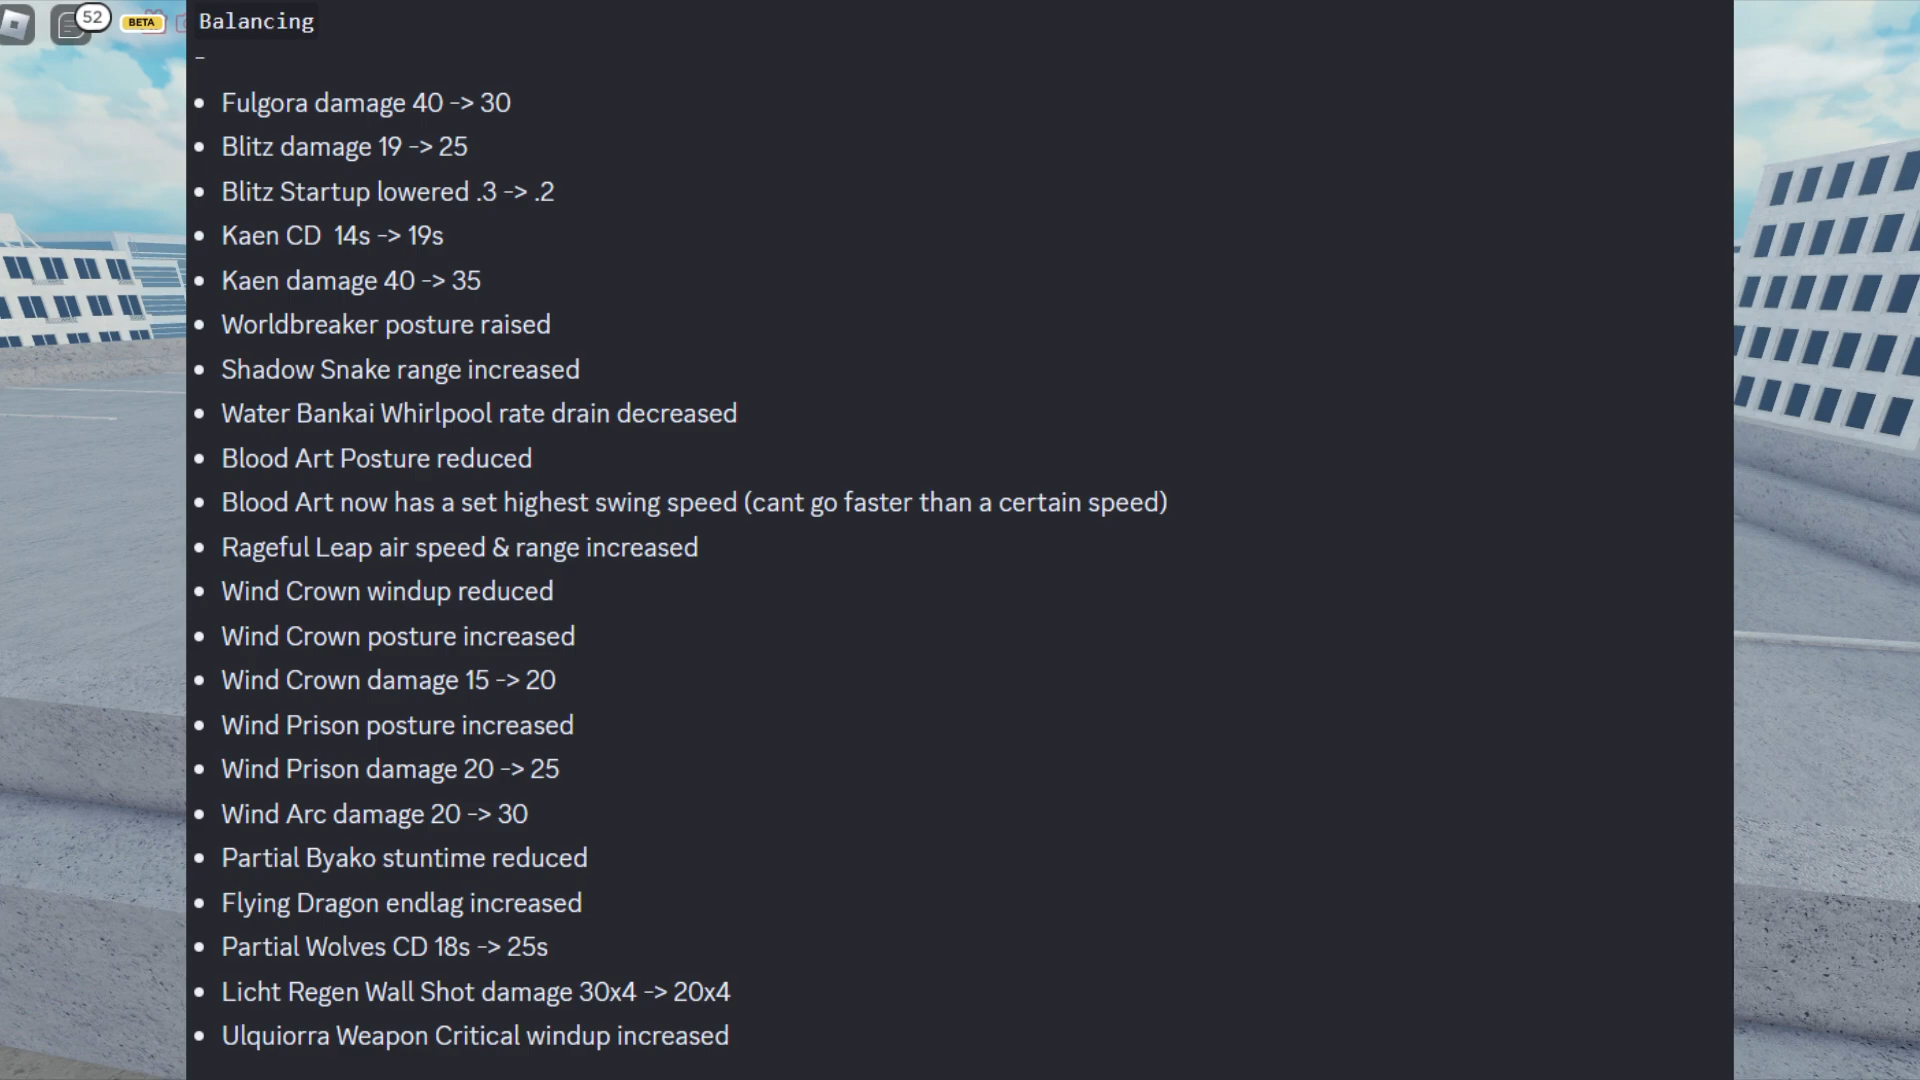 52
BETA
Balancing
-
• Fulgora damage 40 -> 30
• Blitz damage 19 -> 25
• Blitz Startup lowered .3 -> .2
• Kaen CD  14s -> 19s
• Kaen damage 40 -> 35
• Worldbreaker posture raised
• Shadow Snake range increased
• Water Bankai Whirlpool rate drain decreased
• Blood Art Posture reduced
• Blood Art now has a set highest swing speed (cant go faster than a certain speed)
• Rageful Leap air speed & range increased
• Wind Crown windup reduced
• Wind Crown posture increased
• Wind Crown damage 15 -> 20
• Wind Prison posture increased
• Wind Prison damage 20 -> 25
• Wind Arc damage 20 -> 30
• Partial Byako stuntime reduced
• Flying Dragon endlag increased
• Partial Wolves CD 18s -> 25s
• Licht Regen Wall Shot damage 30x4 -> 20x4
• Ulquiorra Weapon Critical windup increased